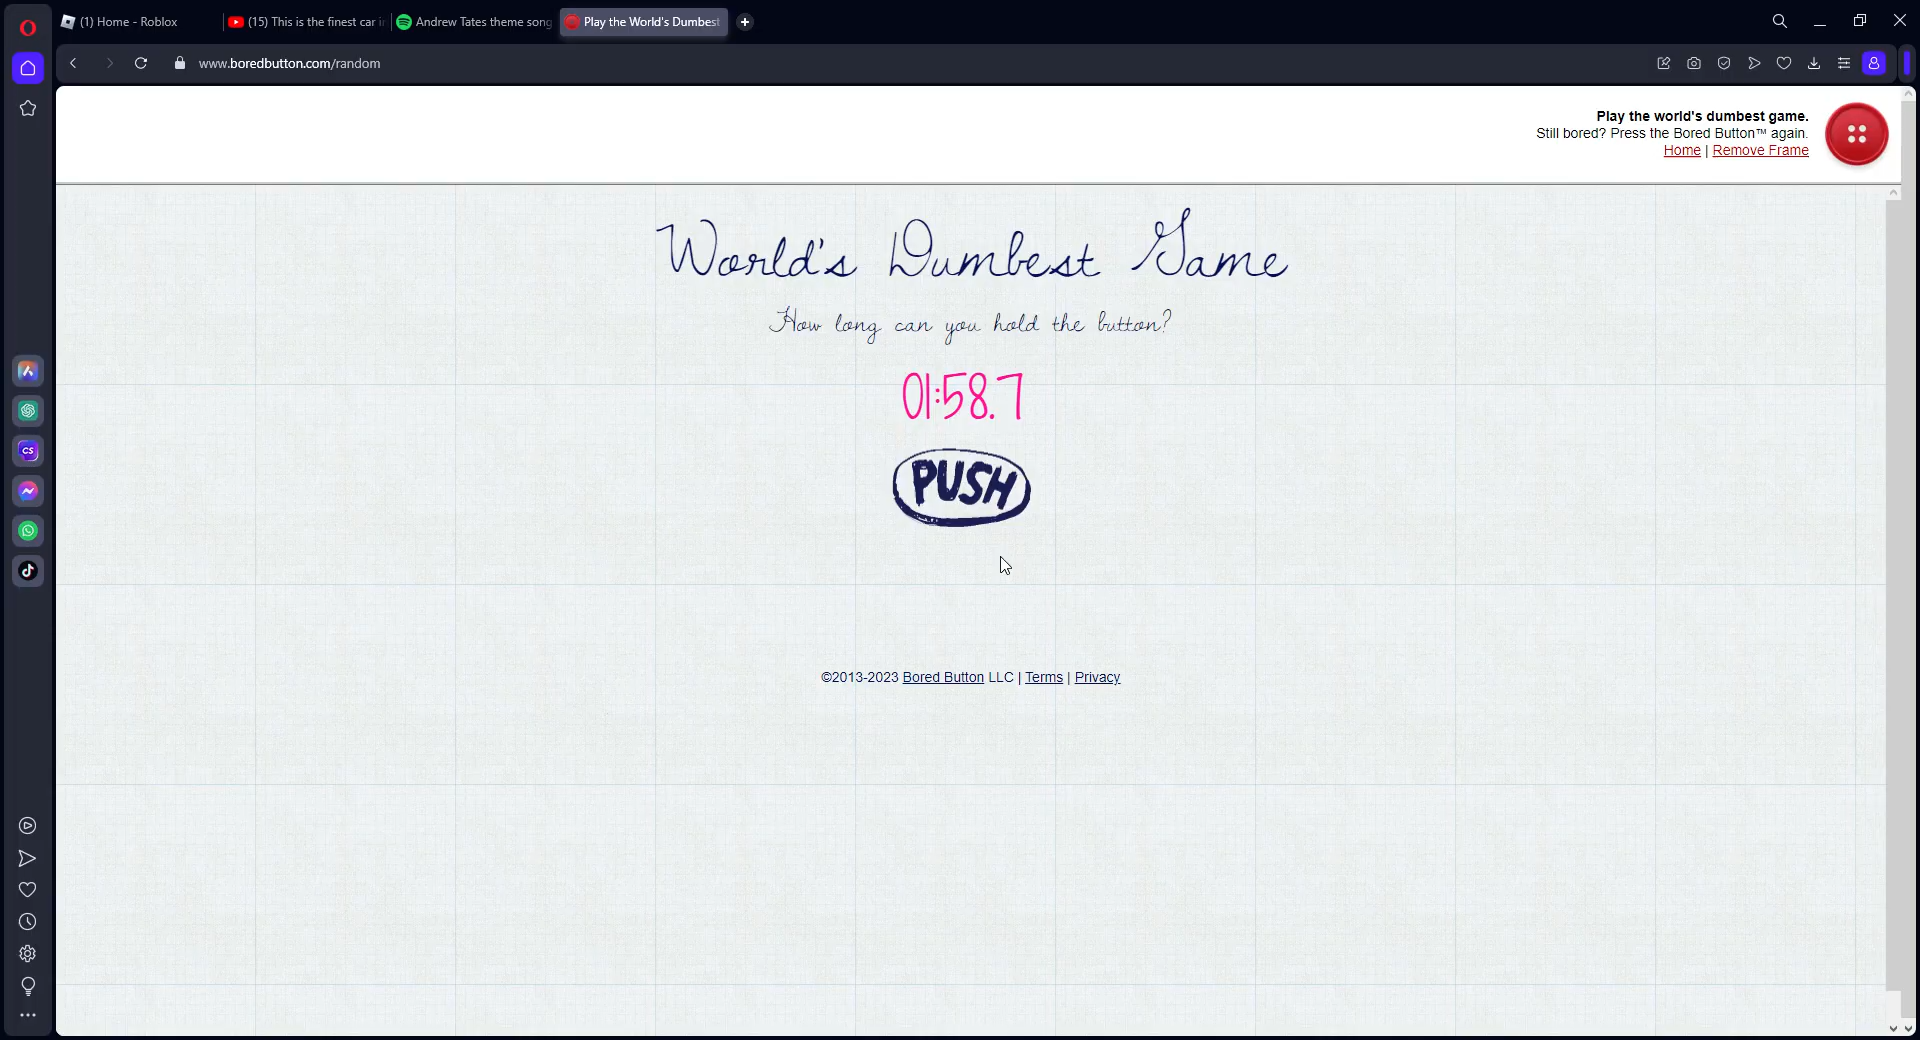 (1) Home - Roblox
(15) This is the finest car i
Andrew Tates theme song
Play the World's Dumbest
www.boredbutton.com/random
Play the world's dumbest game.
Still bored? Press the Bored Button™ again.
Home | Remove Frame
World's Dumbest Game
How long can you hold the button?
01:58.7
PUSH
©2013-2023 Bored Button LLC | Terms | Privacy
CS